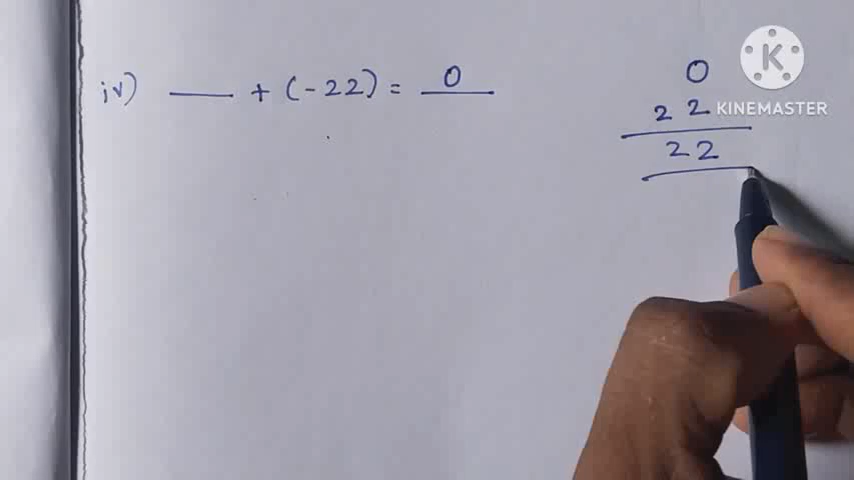 iv) ___ + (-22) = 0
0
22
22
KINEMASTER